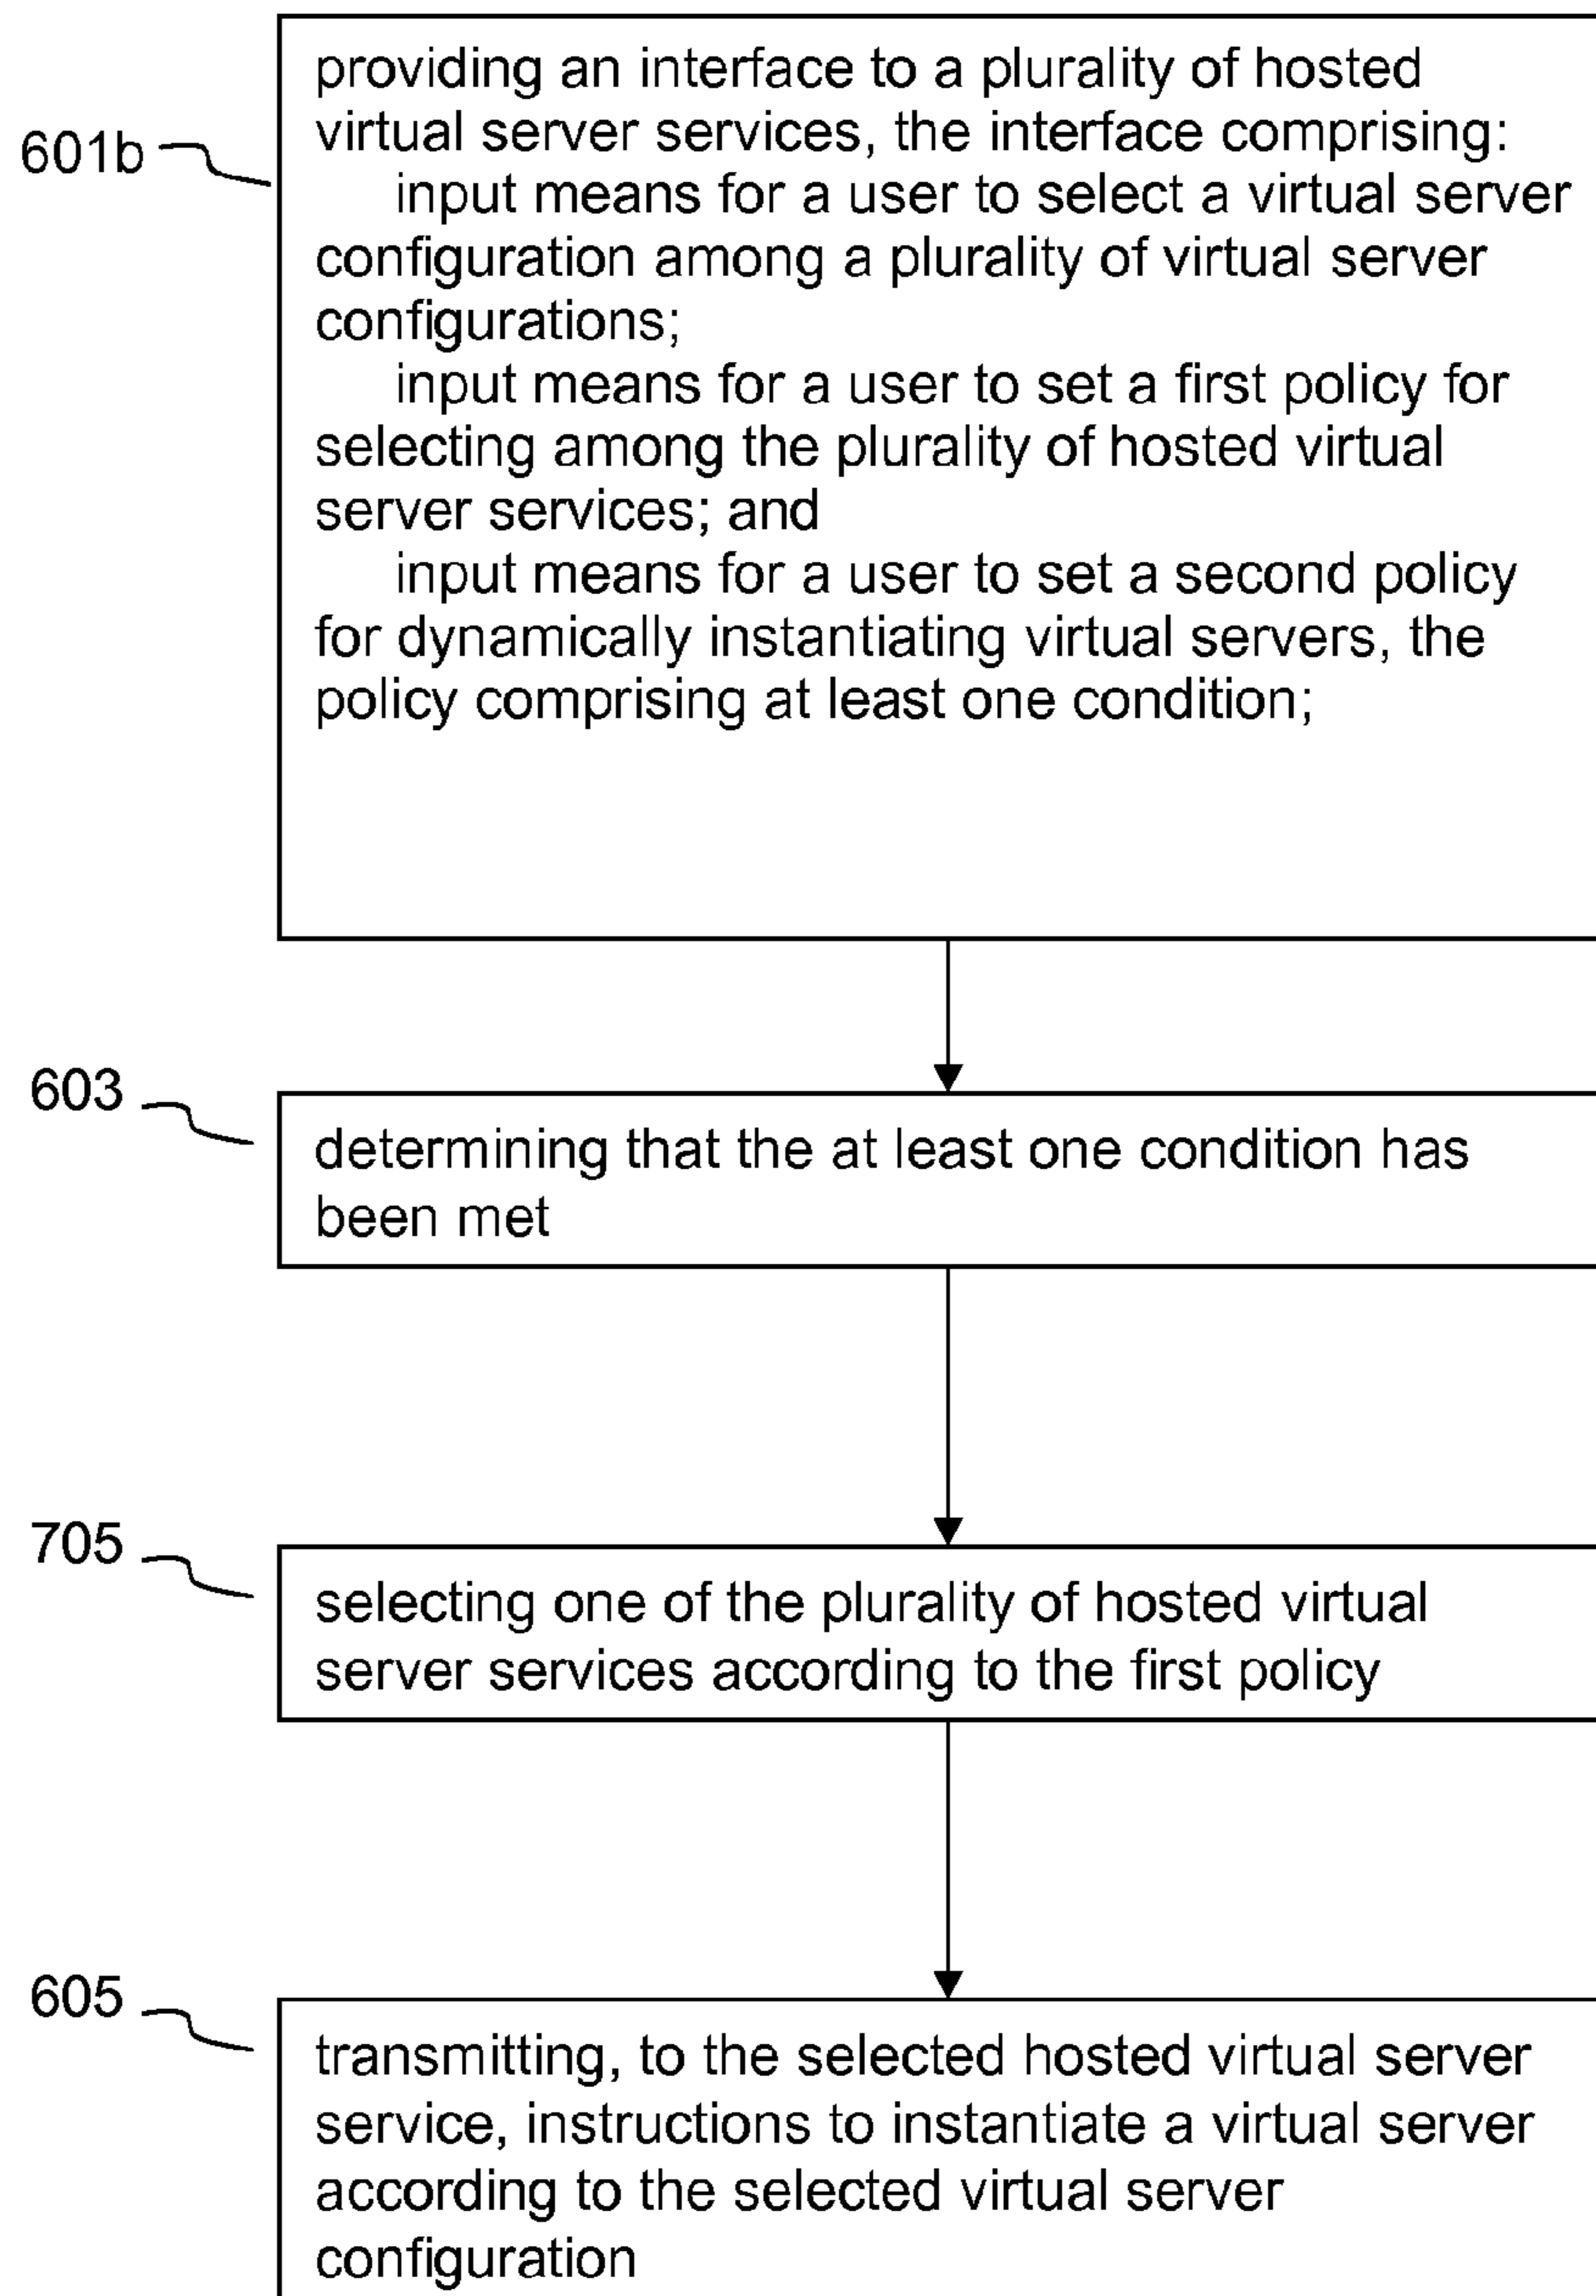 providing an interface to a plurality of hosted
virtual server services, the interface comprising:
601b
input means for a user to select a virtual server
configuration among a plurality of virtual server
configurations;
input means for a user to set a first policy for
selecting among the plurality of hosted virtual
server services; and
input means for a user to set a second policy
for dynamically instantiating virtual servers, the
policy comprising at least one condition;
603
determining that the at least one condition has
been met
705
selecting one of the plurality of hosted virtual
server services according to the first policy
605
transmitting, to the selected hosted virtual server
service, instructions to instantiate a virtual server
according to the selected virtual server
configuration